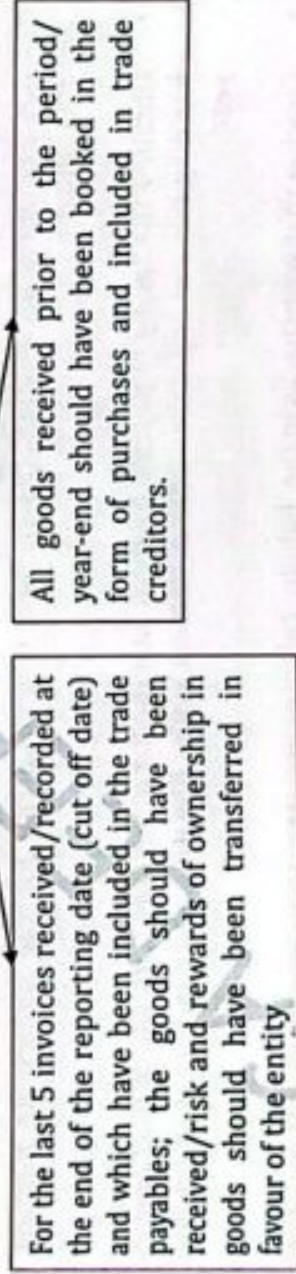 For the last 5 invoices received/recorded at
the end of the reporting date (cut off date)
and which have been included in the trade
payables; the goods should have been
received/risk and rewards of ownership in
goods should have been transferred in
favour of the entity
All goods received prior to the period/
year-end should have been booked in the
form of purchases and included in trade
creditors.